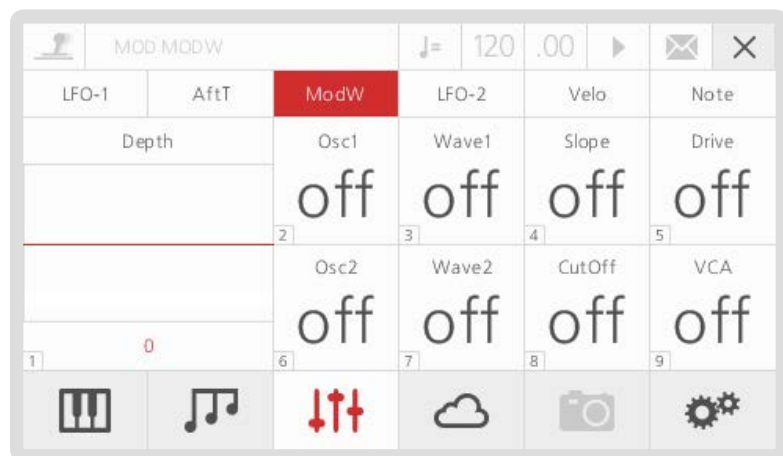 MOD MODW ♩= 120 .00
LFO-1 AftT ModW LFO-2 Velo Note
Depth Osc1 Wave1 Slope Drive
off off off off
2 3 4 5
Osc2 Wave2 CutOff VCA
off off off off
0
1 6 7 8 9